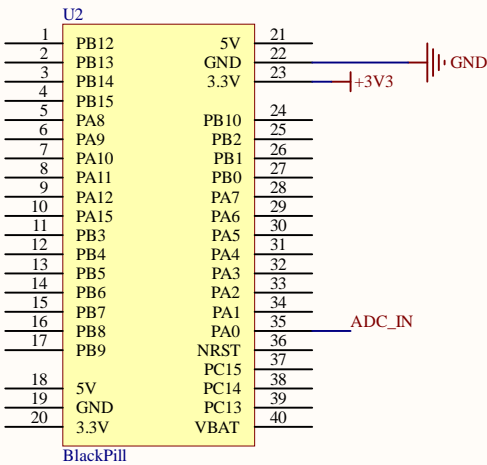 U2
1 PB12 5V 21
2 PB13 GND 22 GND
3 PB14 3.3V 23 +3V3
4 PB15
5 PA8 PB10 24
6 PA9 PB2 25
7 PA10 PB1 26
8 PA11 PB0 27
9 PA12 PA7 28
10 PA15 PA6 29
11 PB3 PA5 30
12 PB4 PA4 31
13 PB5 PA3 32
14 PB6 PA2 33
15 PB7 PA1 34
16 PB8 PA0 35 ADC_IN
17 PB9 NRST 36
PC15 37
18 5V PC14 38
19 GND PC13 39
20 3.3V VBAT 40
BlackPill